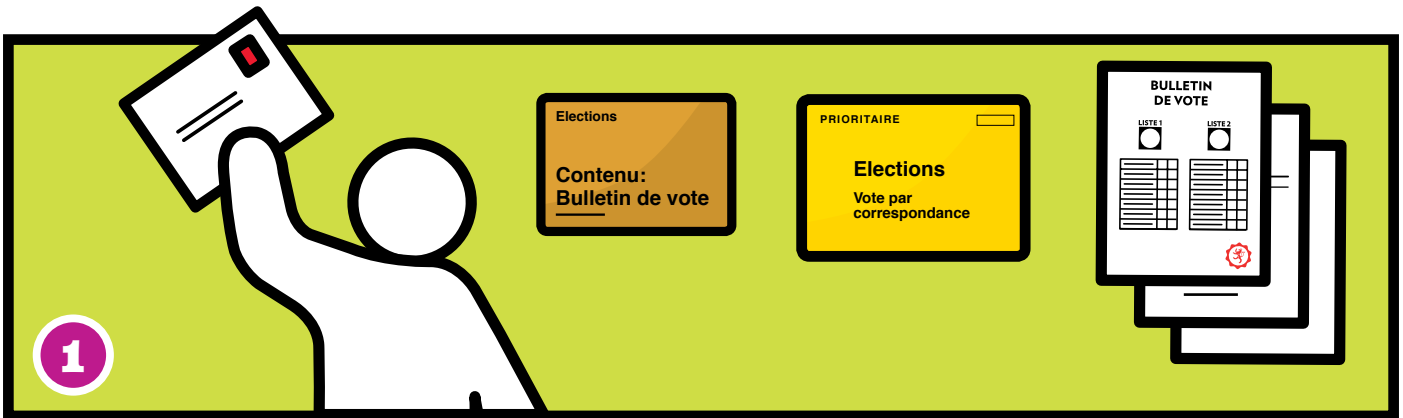 Elections
Contenu:
Bulletin de vote
PRIORITAIRE
Elections
Vote par
correspondance
BULLETIN
DE VOTE
LISTE 1 LISTE 2
1